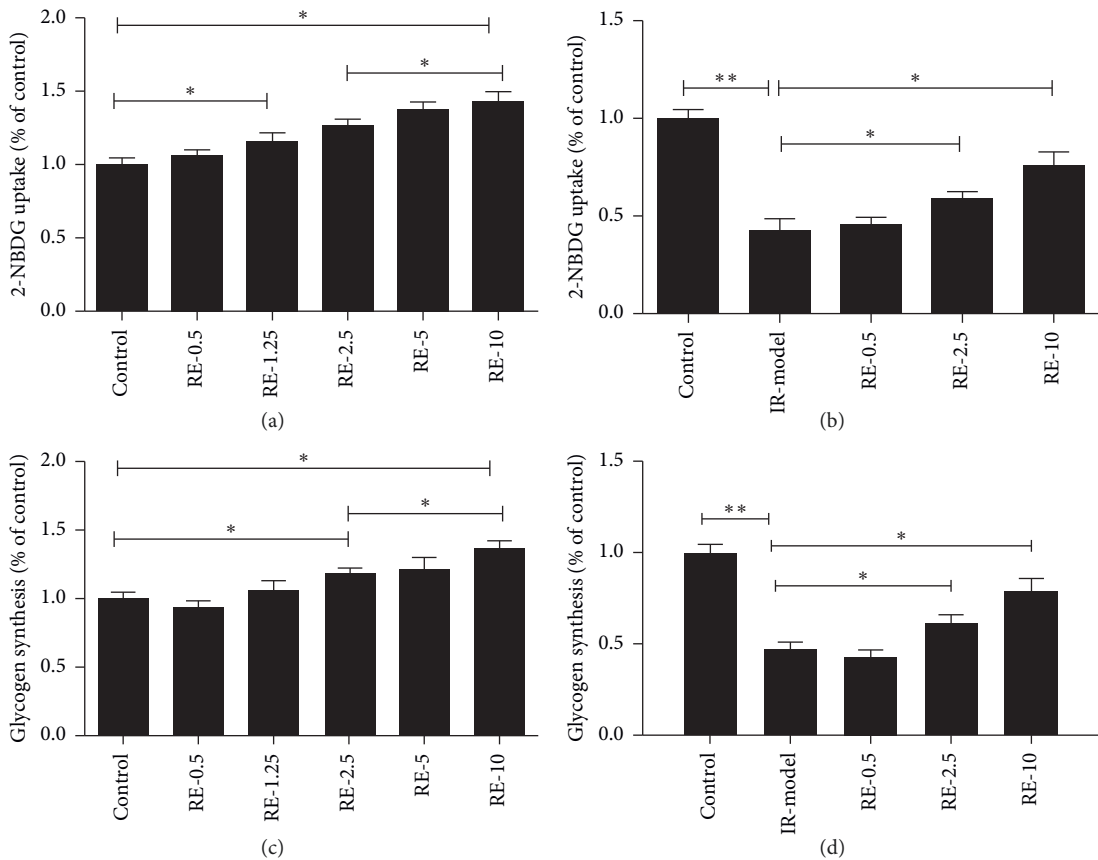 2-NBDG uptake (% of control)
2.0
1.5
1.0
0.5
0.0
*
*
*
Control
RE-0.5
RE-1.25
RE-2.5
RE-5
RE-10
(a)
2-NBDG uptake (% of control)
1.5
1.0
0.5
0.0
**
*
*
Control
IR-model
RE-0.5
RE-2.5
RE-10
(b)
Glycogen synthesis (% of control)
2.0
1.5
1.0
0.5
0.0
*
*
*
Control
RE-0.5
RE-1.25
RE-2.5
RE-5
RE-10
(c)
Glycogen synthesis (% of control)
1.5
1.0
0.5
0.0
**
*
*
Control
IR-model
RE-0.5
RE-2.5
RE-10
(d)